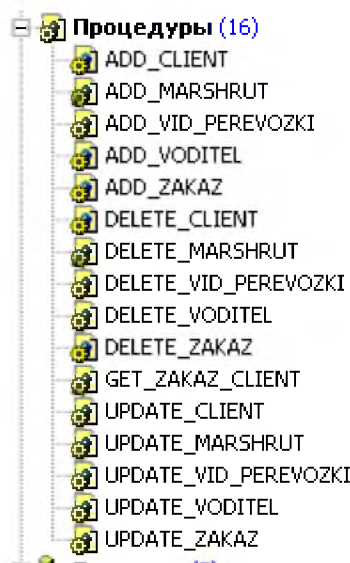 Процедуры (16)
ADD_CLIENT
ADD_MARSHRUT
ADD_VID_PEREVOZKI
ADD_VODITEL
ADD_ZAKAZ
DELETE_CLIENT
DELETE_MARSHRUT
DELETE_VID_PEREVOZKI
DELETE_VODITEL
DELETE_ZAKAZ
GET_ZAKAZ_CLIENT
UPDATE_CLIENT
UPDATE_MARSHRUT
UPDATE_VID_PEREVOZKI
UPDATE_VODITEL
UPDATE_ZAKAZ